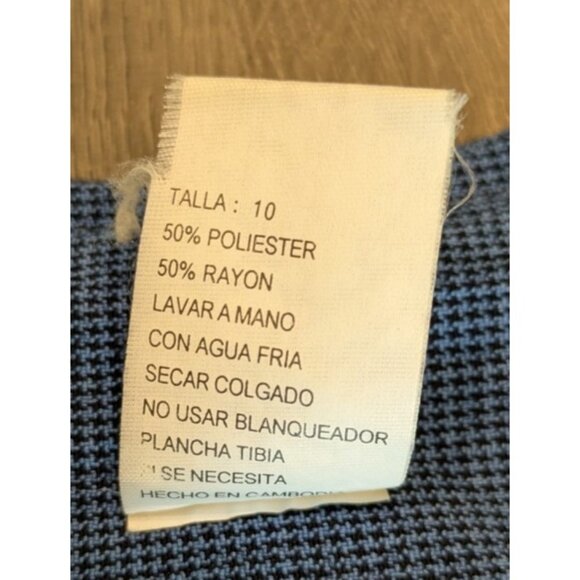 TALLA : 10
50% POLIESTER
50% RAYON
LAVAR A MANO
CON AGUA FRIA
SECAR COLGADO
NO USAR BLANQUEADOR
PLANCHA TIBIA
SE NECESITA
HECHO EN